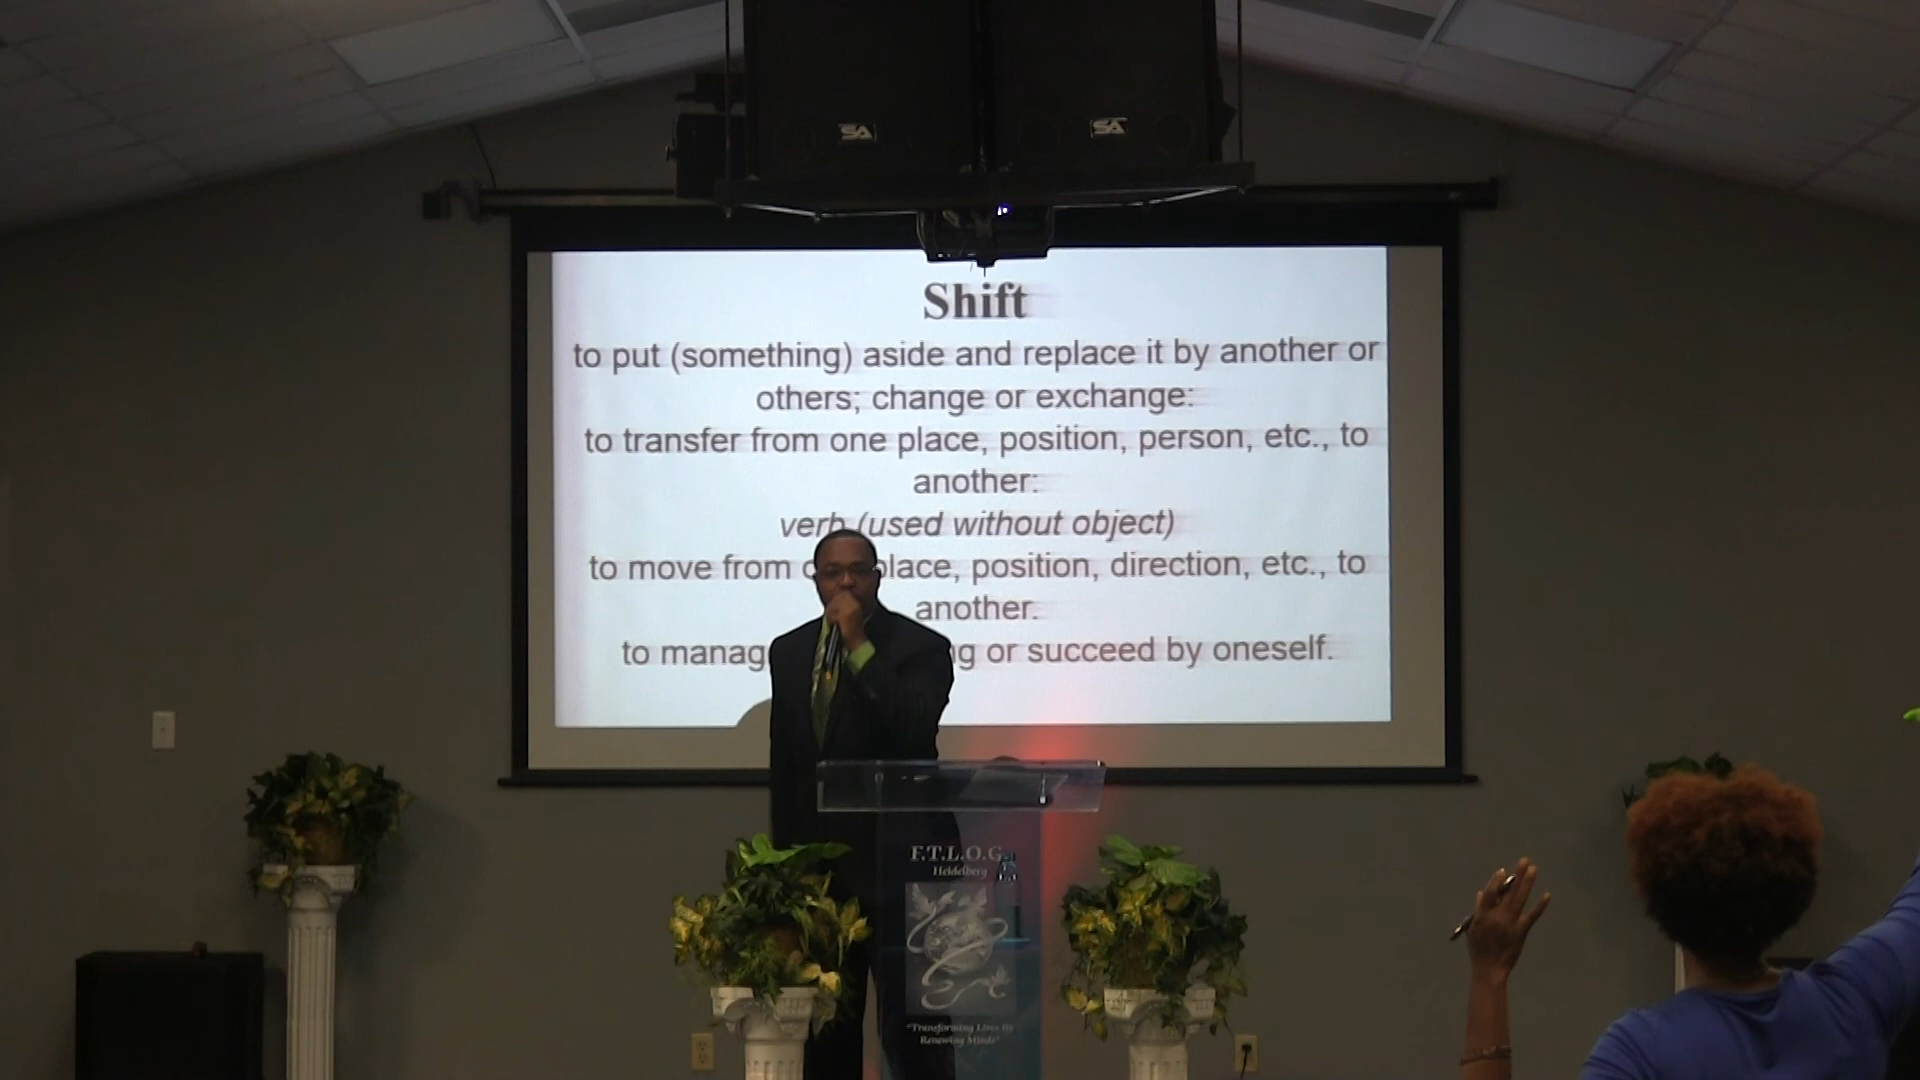 SA
SA
Shift
to put (something) aside and replace it by another or
others; change or exchange:
to transfer from one place, position, person, etc., to
another:
verb (used without object)
to move from place, position, direction, etc., to
another.
to or succeed by oneself.
F.T.L.O.G.
Heidelberg
"Transforming Lives By
Renewing Minds"